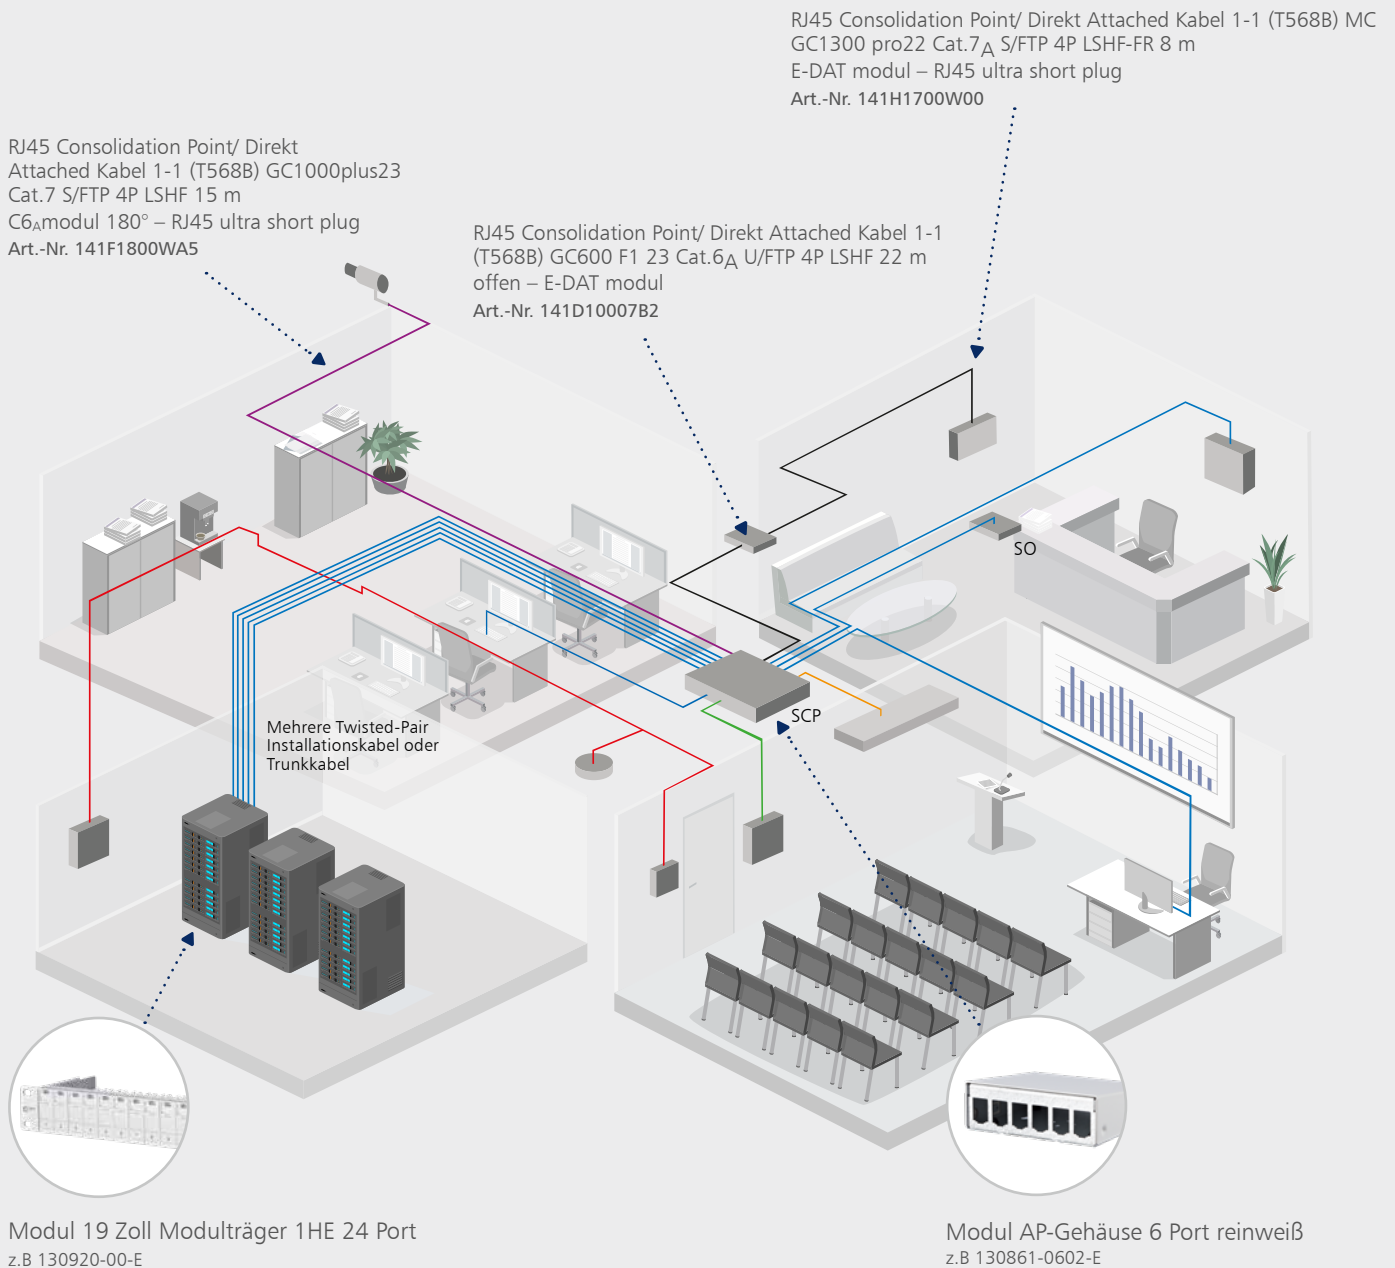 RJ45 Consolidation Point/ Direkt Attached Kabel 1-1 (T568B) MC
GC1300 pro22 Cat.7A S/FTP 4P LSHF-FR 8 m
E-DAT modul – RJ45 ultra short plug
Art.-Nr. 141H1700W00
RJ45 Consolidation Point/ Direkt
Attached Kabel 1-1 (T568B) GC1000plus23
Cat.7 S/FTP 4P LSHF 15 m
C6Amodul 180° – RJ45 ultra short plug
Art.-Nr. 141F1800WA5
RJ45 Consolidation Point/ Direkt Attached Kabel 1-1
(T568B) GC600 F1 23 Cat.6A U/FTP 4P LSHF 22 m
offen – E-DAT modul
Art.-Nr. 141D10007B2
SO
SCP
Mehrere Twisted-Pair
Installationskabel oder
Trunkkabel
Modul 19 Zoll Modulträger 1HE 24 Port
z.B 130920-00-E
Modul AP-Gehäuse 6 Port reinweiß
z.B 130861-0602-E